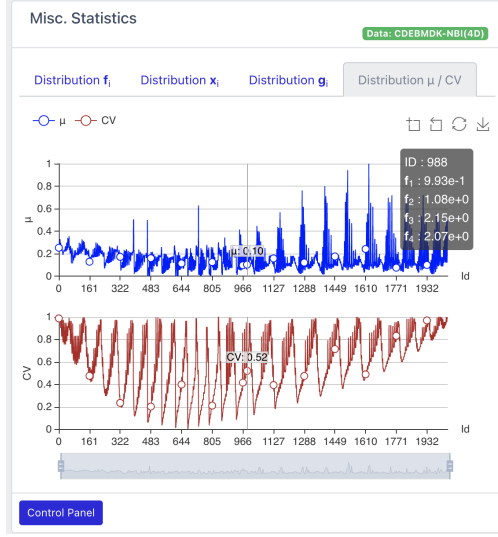 Misc. Statistics
Data: CDEBMDK-NBI(4D)
Distribution fi
Distribution xi
Distribution gi
Distribution μ / CV
μ
CV
ID : 988
f₁ : 9.93e-1
f₂ : 1.08e+0
f₃ : 2.15e+0
f₄ : 2.07e+0
1
0.8
0.6
0.4
0.2
0
μ
μ: 0.10
Id
0 161 322 483 644 805 966 1127 1288 1449 1610 1771 1932
1
0.8
0.6
0.4
0.2
0
CV
CV: 0.52
Id
0 161 322 483 644 805 966 1127 1288 1449 1610 1771 1932
Control Panel